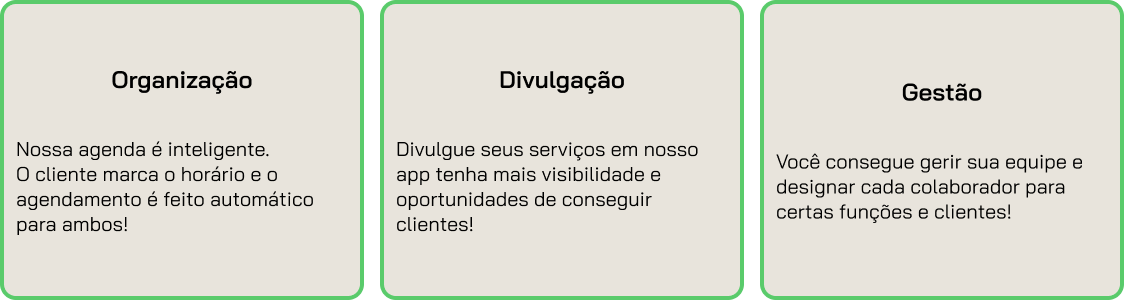 Organização
Nossa agenda é inteligente.
O cliente marca o horário e o
agendamento é feito automático
para ambos!
Divulgação
Divulgue seus serviços em nosso
app tenha mais visibilidade e
oportunidades de conseguir
clientes!
Gestão
Você consegue gerir sua equipe e
designar cada colaborador para
certas funções e clientes!